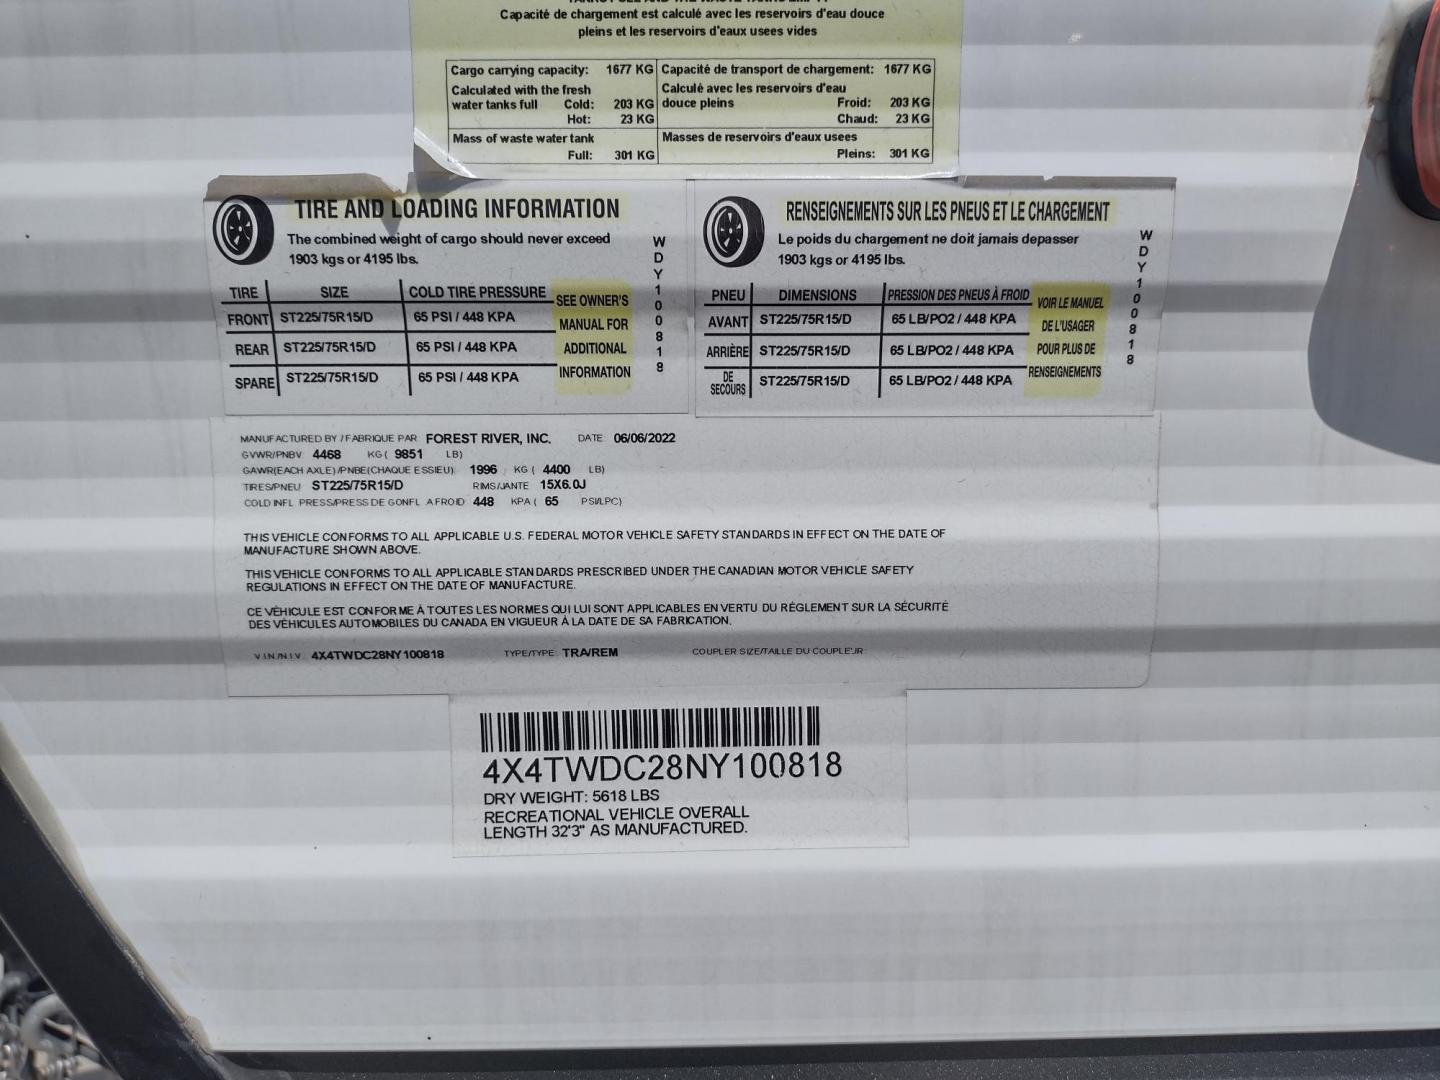 Capacité de chargement est calculé avec les reservoirs d'eau douce
pleins et les reservoirs d'eaux usees vides
Cargo carrying capacity: 1677 KG
Calculated with the fresh
water tanks full Cold: 203 KG
Hot: 23 KG
Mass of waste water tank
Full: 301 KG
Capacité de transport de chargement: 1677 KG
Calculé avec les reservoirs d'eau
douce pleins Froid: 203 KG
Chaud: 23 KG
Masses de reservoirs d'eaux usees
Pleins: 301 KG
TIRE AND LOADING INFORMATION
The combined weight of cargo should never exceed
1903 kgs or 4195 lbs.
TIRE SIZE COLD TIRE PRESSURE
FRONT ST225/75R15/D 65 PSI / 448 KPA
REAR ST225/75R15/D 65 PSI / 448 KPA
SPARE ST225/75R15/D 65 PSI / 448 KPA
SEE OWNER'S
MANUAL FOR
ADDITIONAL
INFORMATION
WDY100818
RENSEIGNEMENTS SUR LES PNEUS ET LE CHARGEMENT
Le poids du chargement ne doit jamais depasser
1903 kgs or 4195 lbs.
PNEU DIMENSIONS PRESSION DES PNEUS À FROID
AVANT ST225/75R15/D 65 LB/PO2 / 448 KPA
ARRIÈRE ST225/75R15/D 65 LB/PO2 / 448 KPA
DE SECOURS ST225/75R15/D 65 LB/PO2 / 448 KPA
VOIR LE MANUEL
DE L'USAGER
POUR PLUS DE
RENSEIGNEMENTS
WDY100818
MANUFACTURED BY / FABRIQUE PAR FOREST RIVER, INC. DATE 06/06/2022
GVWR/PNBV 4468 KG ( 9851 LB)
GAWR(EACH AXLE)/PNBE(CHAQUE ESSIEU) 1996 KG ( 4400 LB)
TIRES/PNEU ST225/75R15/D RIMS/JANTE 15X6.0J
COLD INFL PRESS/PRESS DE GONFL A FROID 448 KPA ( 65 PSI/LPC)
THIS VEHICLE CONFORMS TO ALL APPLICABLE U.S. FEDERAL MOTOR VEHICLE SAFETY STANDARDS IN EFFECT ON THE DATE OF
MANUFACTURE SHOWN ABOVE.
THIS VEHICLE CONFORMS TO ALL APPLICABLE STANDARDS PRESCRIBED UNDER THE CANADIAN MOTOR VEHICLE SAFETY
REGULATIONS IN EFFECT ON THE DATE OF MANUFACTURE.
CE VÉHICULE EST CONFORME À TOUTES LES NORMES QUI LUI SONT APPLICABLES EN VERTU DU RÉGLEMENT SUR LA SÉCURITÉ
DES VÉHICULES AUTOMOBILES DU CANADA EN VIGUEUR À LA DATE DE SA FABRICATION.
V.I.N./N.I.V. 4X4TWDC28NY100818 TYPE/TYPE TRA/REM COUPLER SIZE/TAILLE DU COUPLEUR
4X4TWDC28NY100818
DRY WEIGHT: 5618 LBS
RECREATIONAL VEHICLE OVERALL
LENGTH 32'3" AS MANUFACTURED.